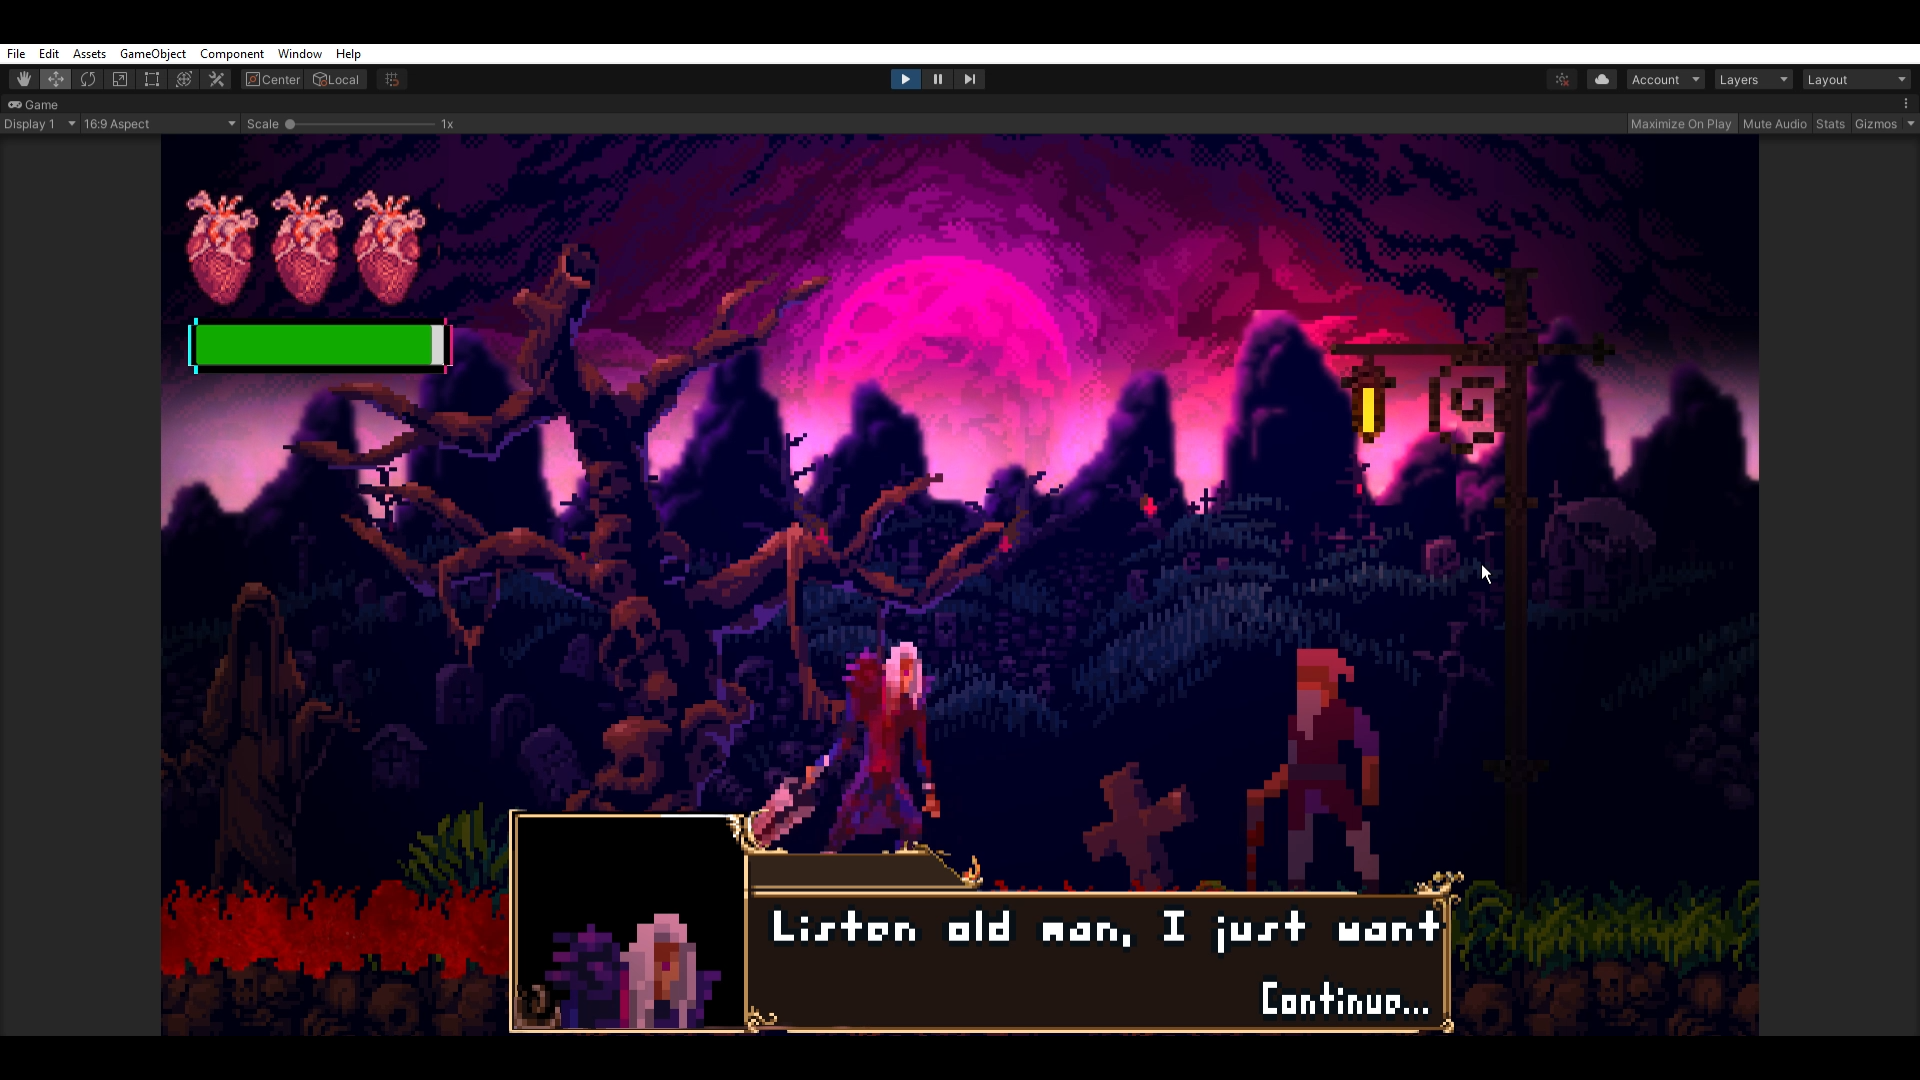 File Edit Assets GameObject Component Window Help
Center Local Account Layers Layout
Game
Display 1 16:9 Aspect Scale 1x Maximize On Play Mute Audio Stats Gizmos
Listen old man, I just want
Continue...